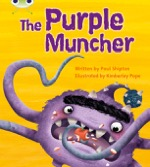 The Purple
Muncher
Written by Paul Shipton
Illustrated by Kimberley Pope